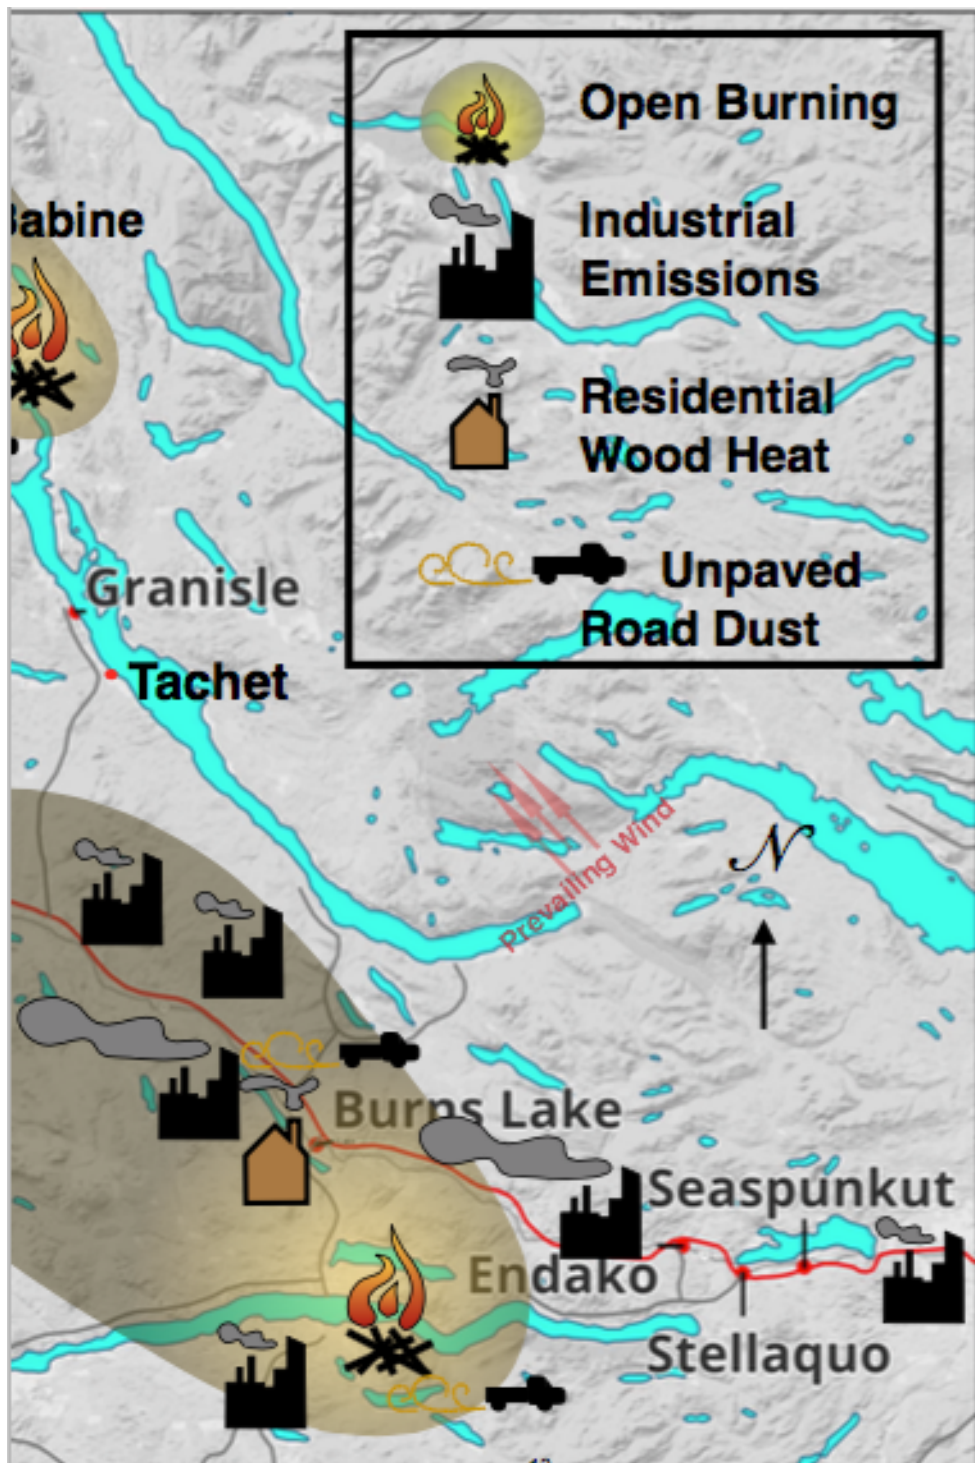 Open Burning
Industrial
Emissions
Residential
Wood Heat
Unpaved
Road Dust
Babine
Granisle
Tachet
Prevailing Wind
N
Burns Lake
Seaspunkut
Endako
Stellaquo